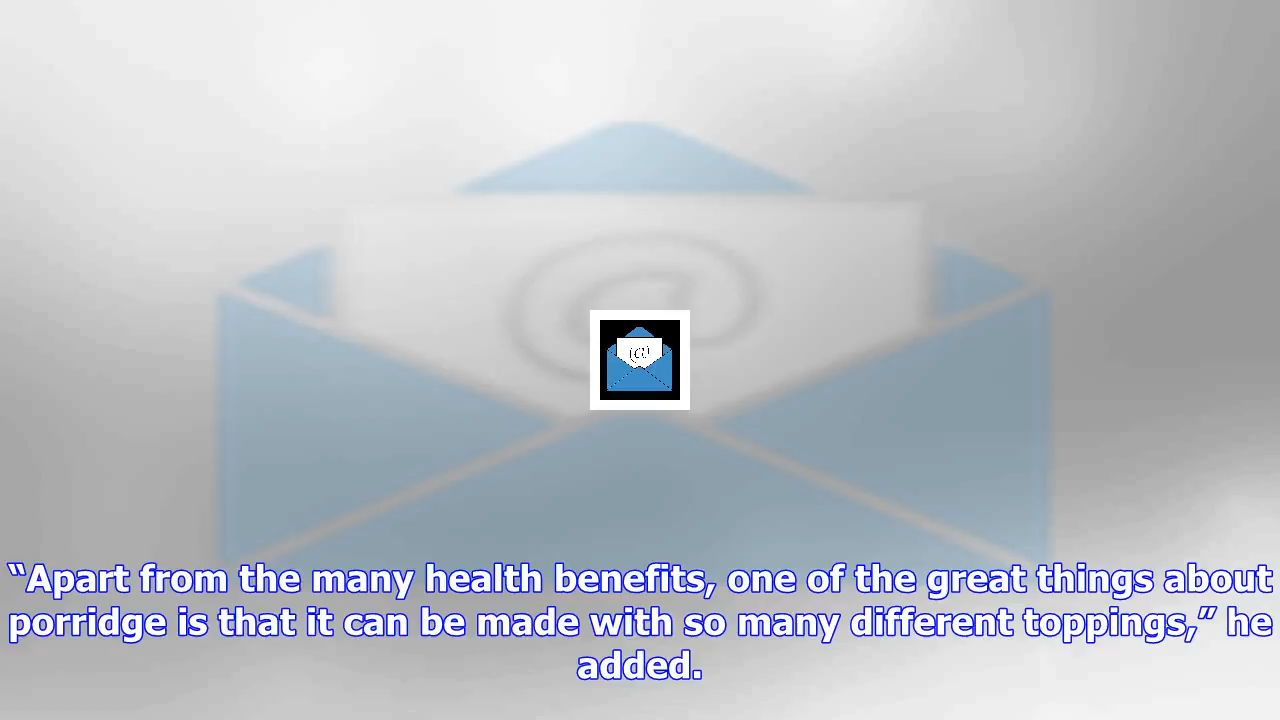 @
@
“Apart from the many health benefits, one of the great things about
porridge is that it can be made with so many different toppings,” he
added.